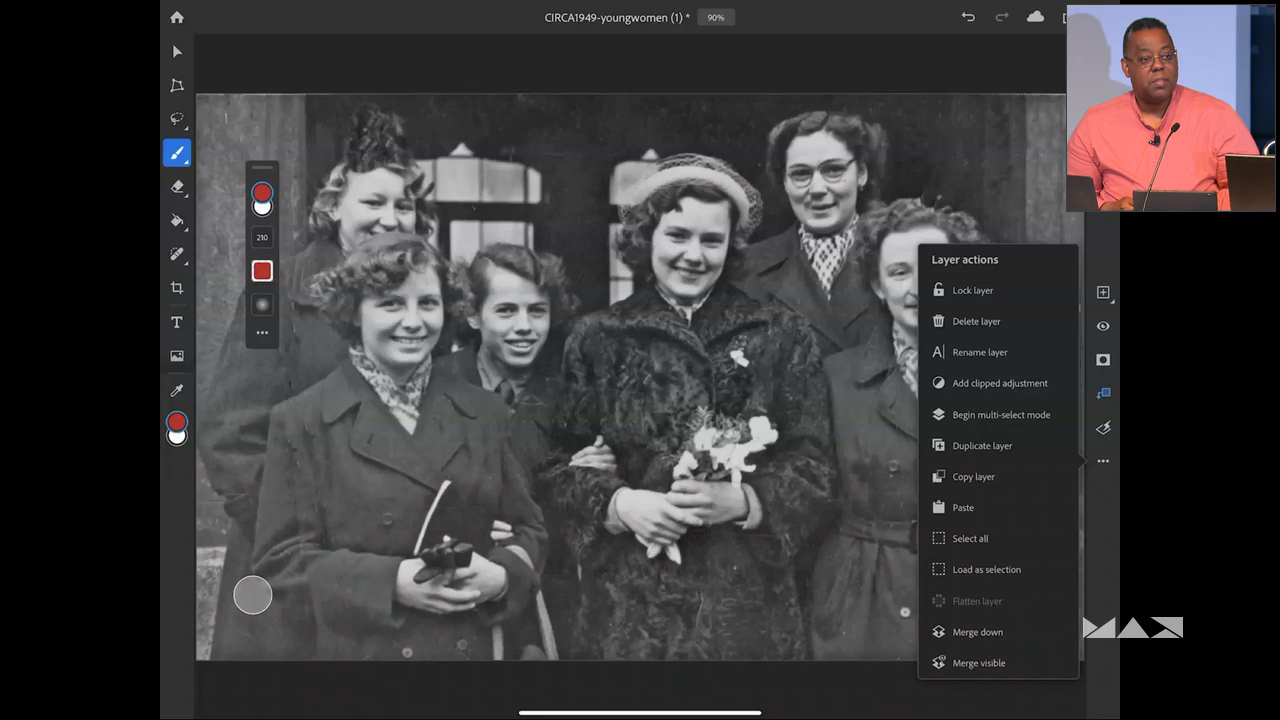 CIRCA1949-youngwomen (1) *
90%
210
T
Layer actions
Lock layer
Delete layer
A Rename layer
Add clipped adjustment
Begin multi-select mode
Duplicate layer
Copy layer
Paste
Select all
Load as selection
Flatten layer
Merge down
Merge visible
MAX